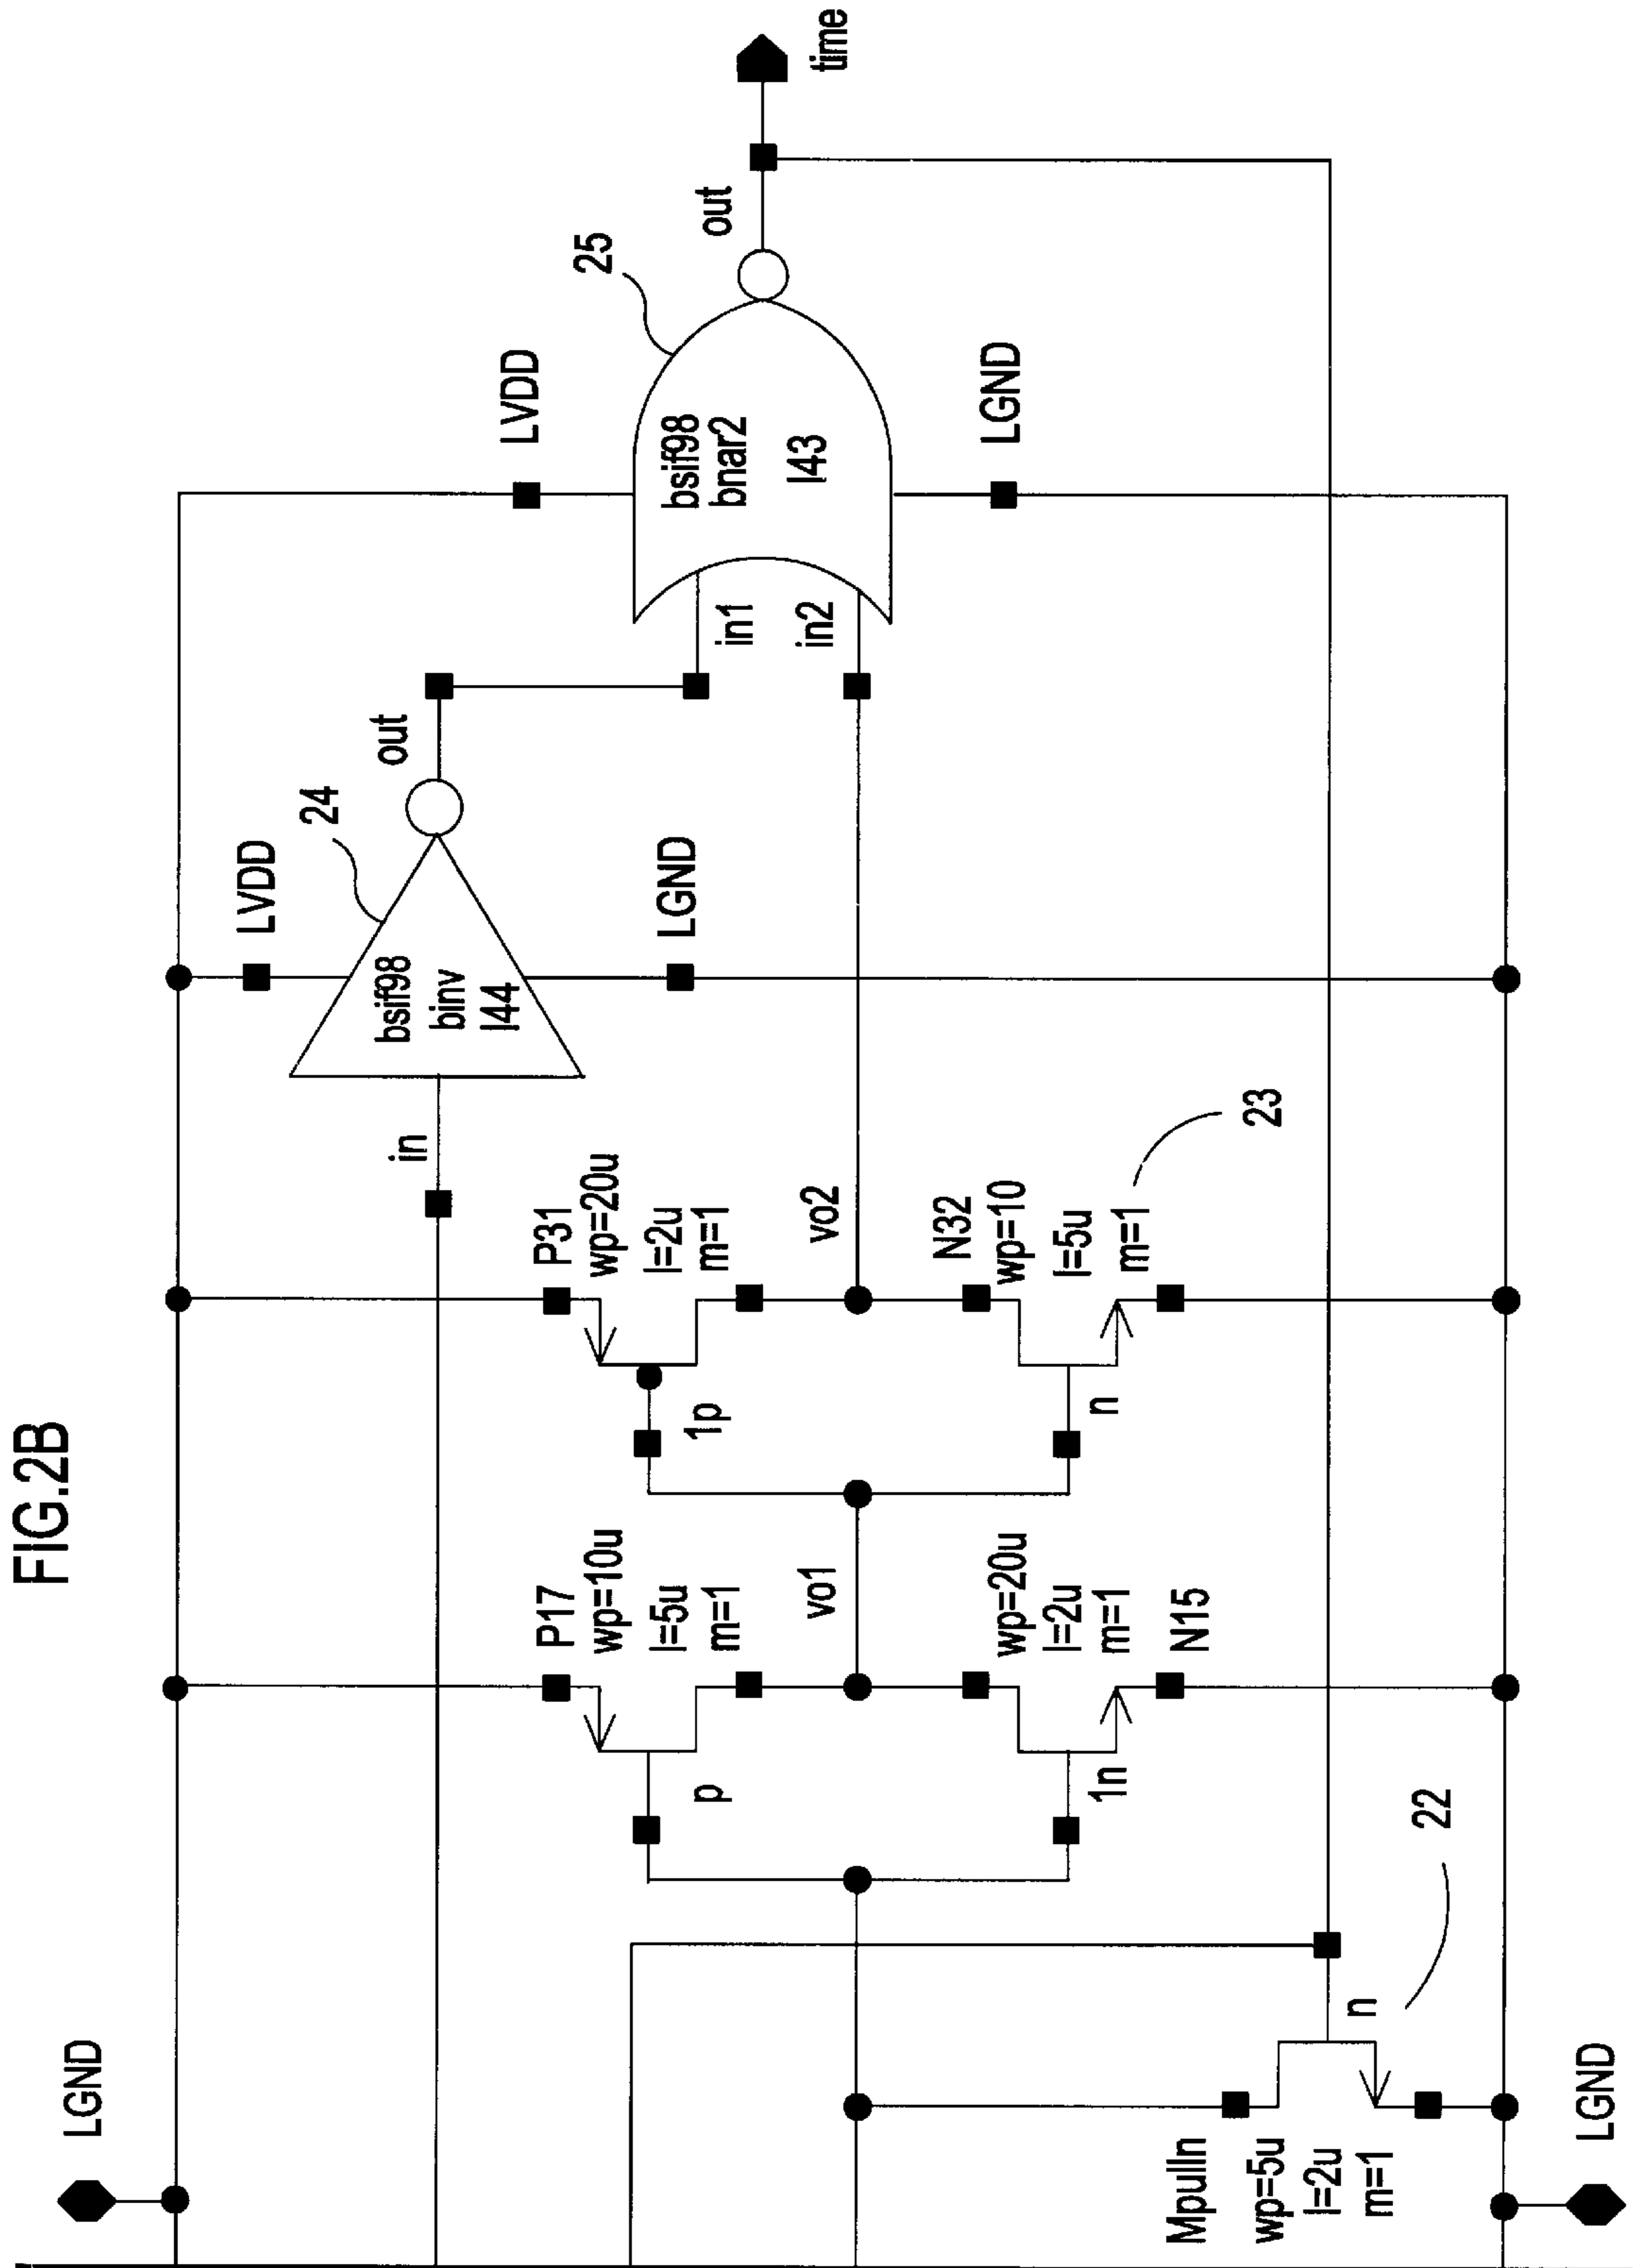 FIG.2B
LGND
LVDD
24
bsif98
binv
I44
in
out
LGND
LVDD
25
bsif98
bnar2
I43
in1
in2
out
LGND
time
P17
wp=10u
l=5u
m=1
p
vo1
wp=20u
l=2u
m=1
N15
1n
P31
wp=20u
l=2u
m=1
1p
vo2
N32
wp=10
l=5u
m=1
n
23
22
n
Mpulln
wp=5u
l=2u
m=1
LGND